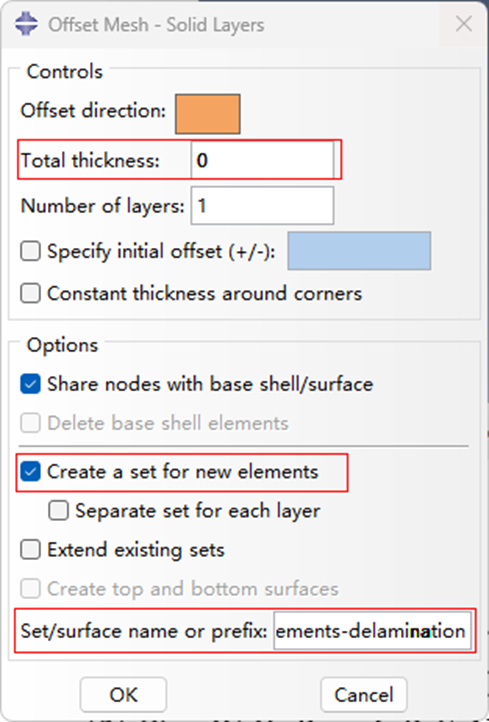 Offset Mesh - Solid Layers
Controls
Offset direction:
Total thickness: 0
Number of layers: 1
Specify initial offset (+/-):
Constant thickness around corners
Options
Share nodes with base shell/surface
Delete base shell elements
Create a set for new elements
Separate set for each layer
Extend existing sets
Create top and bottom surfaces
Set/surface name or prefix: ements-delamination
OK Cancel